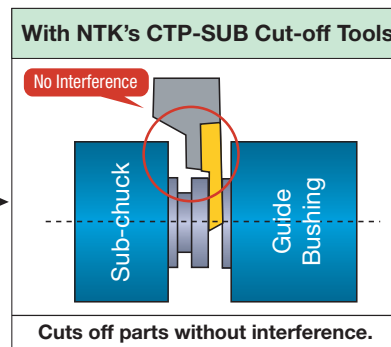 With NTK's CTP-SUB Cut-off Tools
No Interference
Sub-chuck
Guide
Bushing
Cuts off parts without interference.